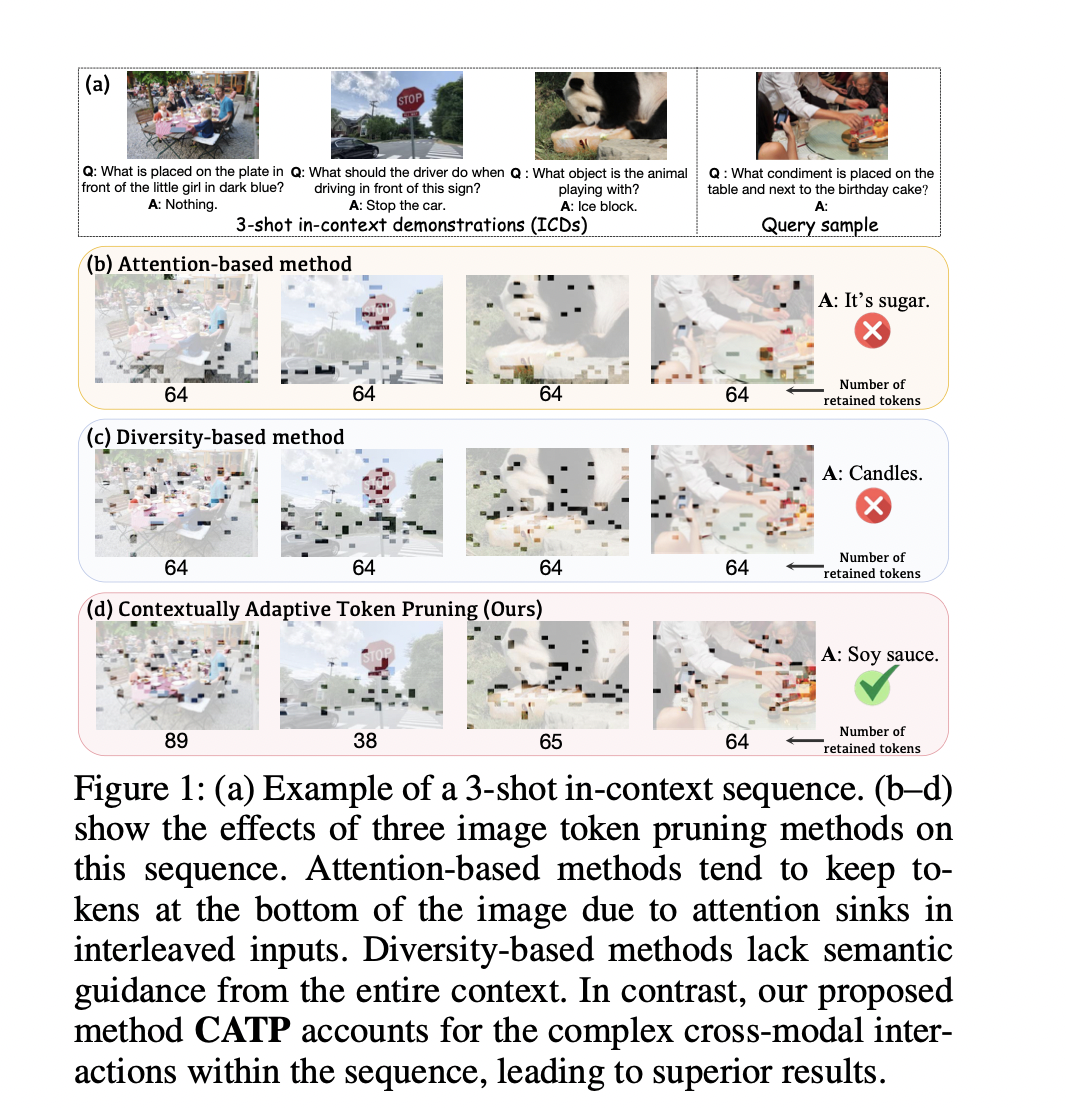 (a)
STOP
Q: What is placed on the plate in
front of the little girl in dark blue?
A: Nothing.
Q: What should the driver do when
driving in front of this sign?
A: Stop the car.
Q : What object is the animal
playing with?
A: Ice block.
3-shot in-context demonstrations (ICDs)
Q : What condiment is placed on the
table and next to the birthday cake?
A:
Query sample
(b) Attention-based method
A: It’s sugar.
64
64
64
64
Number of
retained tokens
(c) Diversity-based method
A: Candles.
64
64
64
64
Number of
retained tokens
(d) Contextually Adaptive Token Pruning (Ours)
STOP
A: Soy sauce.
89
38
65
64
Number of
retained tokens
Figure 1: (a) Example of a 3-shot in-context sequence. (b–d)
show the effects of three image token pruning methods on
this sequence. Attention-based methods tend to keep to-
kens at the bottom of the image due to attention sinks in
interleaved inputs. Diversity-based methods lack semantic
guidance from the entire context. In contrast, our proposed
method CATP accounts for the complex cross-modal inter-
actions within the sequence, leading to superior results.